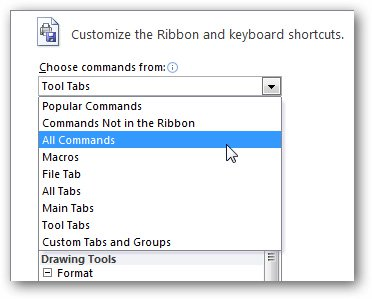 Customize the Ribbon and keyboard shortcuts.
Choose commands from:
Tool Tabs
Popular Commands
Commands Not in the Ribbon
All Commands
Macros
File Tab
All Tabs
Main Tabs
Tool Tabs
Custom Tabs and Groups
Drawing Tools
Format